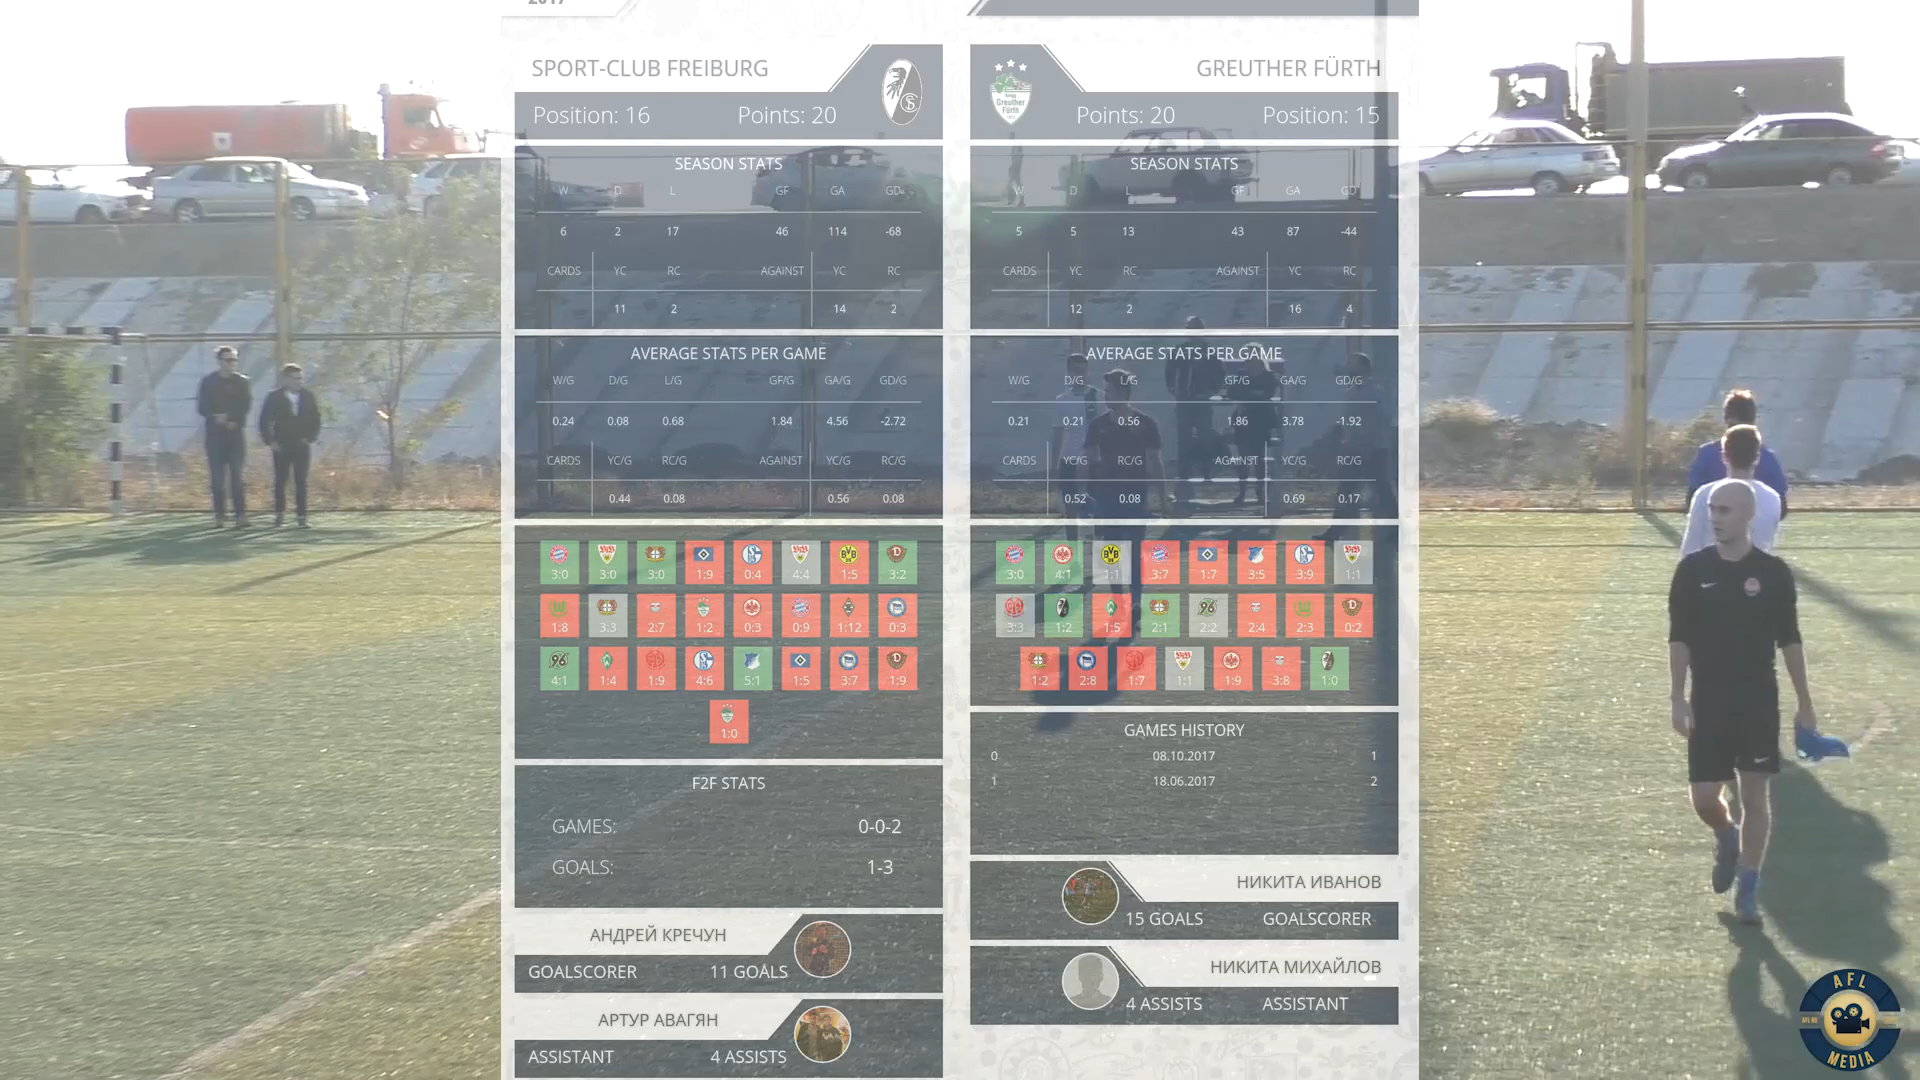 2017
SPORT-CLUB FREIBURG
Position: 16 Points: 20
SEASON STATS
W D L GF GA GD
6 2 17 46 114 -68
CARDS YC RC AGAINST YC RC
11 2 14 2
AVERAGE STATS PER GAME
W/G D/G L/G GF/G GA/G GD/G
0.24 0.08 0.68 1.84 4.56 -2.72
CARDS YC/G RC/G AGAINST YC/G RC/G
0.44 0.08 0.56 0.08
3:0 3:0 3:0 1:9 0:4 4:4 1:5 3:2
1:8 3:3 2:7 1:2 0:3 0:9 1:12 0:3
4:1 1:4 1:9 4:6 5:1 1:5 3:7 1:9
1:0
F2F STATS
GAMES: 0-0-2
GOALS: 1-3
АНДРЕЙ КРЕЧУН
GOALSCORER 11 GOALS
АРТУР АВАГЯН
ASSISTANT 4 ASSISTS
GREUTHER FÜRTH
Greuther
Fürth
Points: 20 Position: 15
SEASON STATS
W D L GF GA GD
5 5 13 43 87 -44
CARDS YC RC AGAINST YC RC
12 2 16 4
AVERAGE STATS PER GAME
W/G D/G L/G GF/G GA/G GD/G
0.21 0.21 0.56 1.86 3.78 -1.92
CARDS YC/G RC/G AGAINST YC/G RC/G
0.52 0.08 0.69 0.17
3:0 4:1 1:1 3:7 1:7 3:5 3:9 1:1
3:3 1:2 1:5 2:1 2:2 2:4 2:3 0:2
1:2 2:8 1:7 1:1 1:9 3:8 1:0
GAMES HISTORY
0 08.10.2017 1
1 18.06.2017 2
НИКИТА ИВАНОВ
15 GOALS GOALSCORER
НИКИТА МИХАЙЛОВ
4 ASSISTS ASSISTANT
AFL
MEDIA